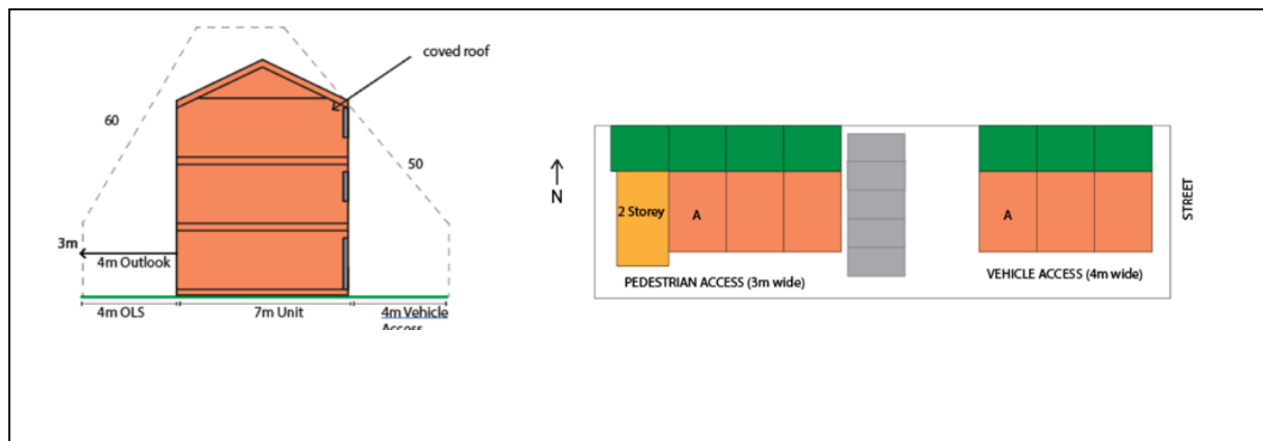 coved roof
60
50
3m
4m Outlook
4m OLS
7m Unit
4m Vehicle
Access
N
2 Storey
A
PEDESTRIAN ACCESS (3m wide)
A
VEHICLE ACCESS (4m wide)
STREET